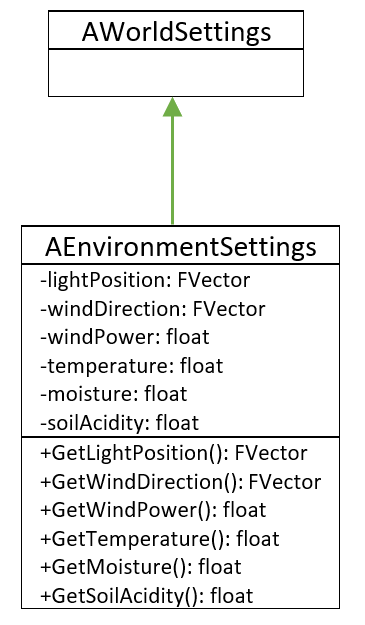 AWorldSettings
AEnvironmentSettings
-lightPosition: FVector
-windDirection: FVector
-windPower: float
-temperature: float
-moisture: float
-soilAcidity: float
+GetLightPosition(): FVector
+GetWindDirection(): FVector
+GetWindPower(): float
+GetTemperature(): float
+GetMoisture(): float
+GetSoilAcidity(): float